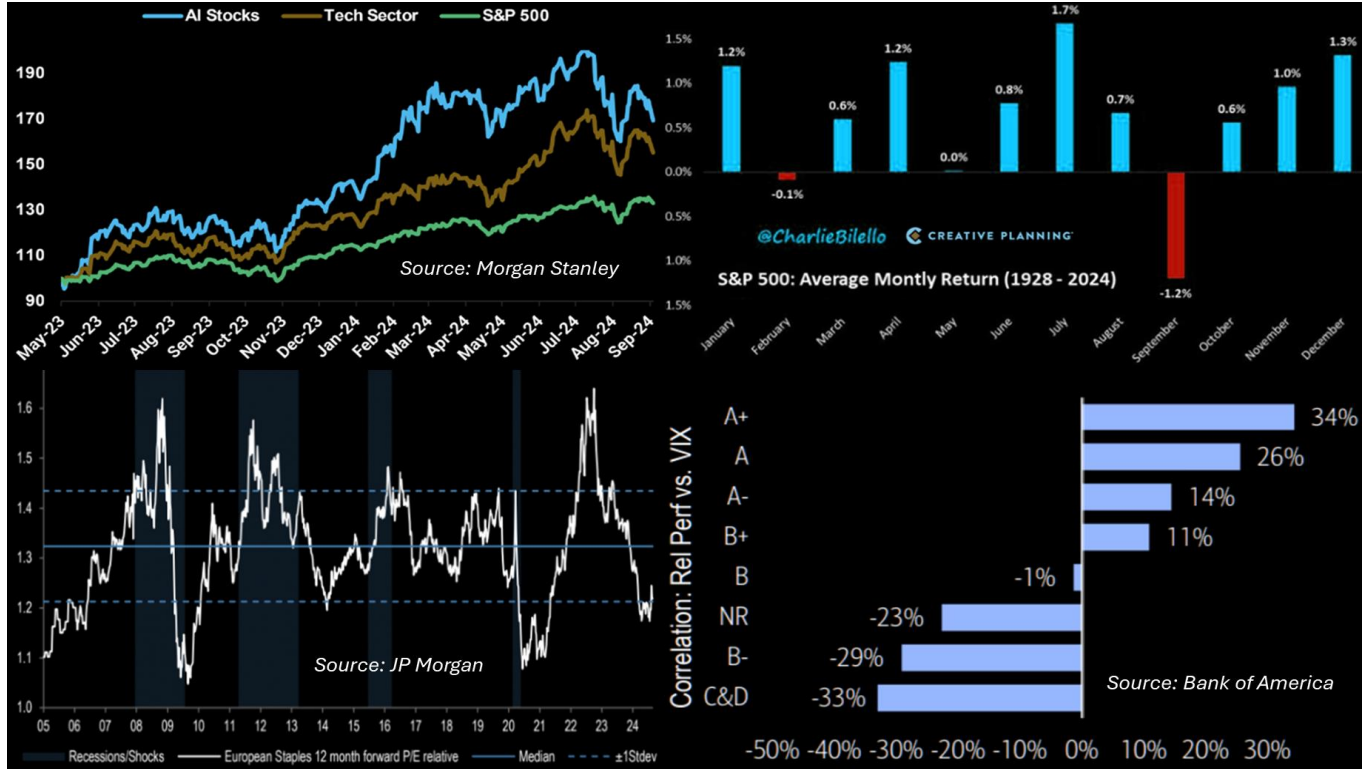 AI Stocks Tech Sector S&P 500
190
170
150
130
110
90
Source: Morgan Stanley
May-23 Jun-23 Jul-23 Aug-23 Sep-23 Oct-23 Nov-23 Dec-23 Jan-24 Feb-24 Mar-24 Apr-24 May-24 Jun-24 Jul-24 Aug-24 Sep-24
1.5%
1.0%
0.5%
0.0%
0.5%
1.0%
1.5%
1.2%
-0.1%
0.6%
1.2%
0.0%
0.8%
1.7%
0.7%
-1.2%
0.6%
1.0%
1.3%
@CharlieBilello CREATIVE PLANNING
S&P 500: Average Montly Return (1928 - 2024)
January February March April May June July August September October November December
1.6
1.5
1.4
1.3
1.2
1.1
1.0
Source: JP Morgan
05 06 07 08 09 10 11 12 13 14 15 16 17 18 19 20 21 22 23 24
Recessions/Shocks European Staples 12 month forward P/E relative Median ±1Stdev
Correlation: Rel Perf vs. VIX
A+ 34%
A 26%
A- 14%
B+ 11%
B -1%
NR -23%
B- -29%
C&D -33%
Source: Bank of America
-50% -40% -30% -20% -10% 0% 10% 20% 30%